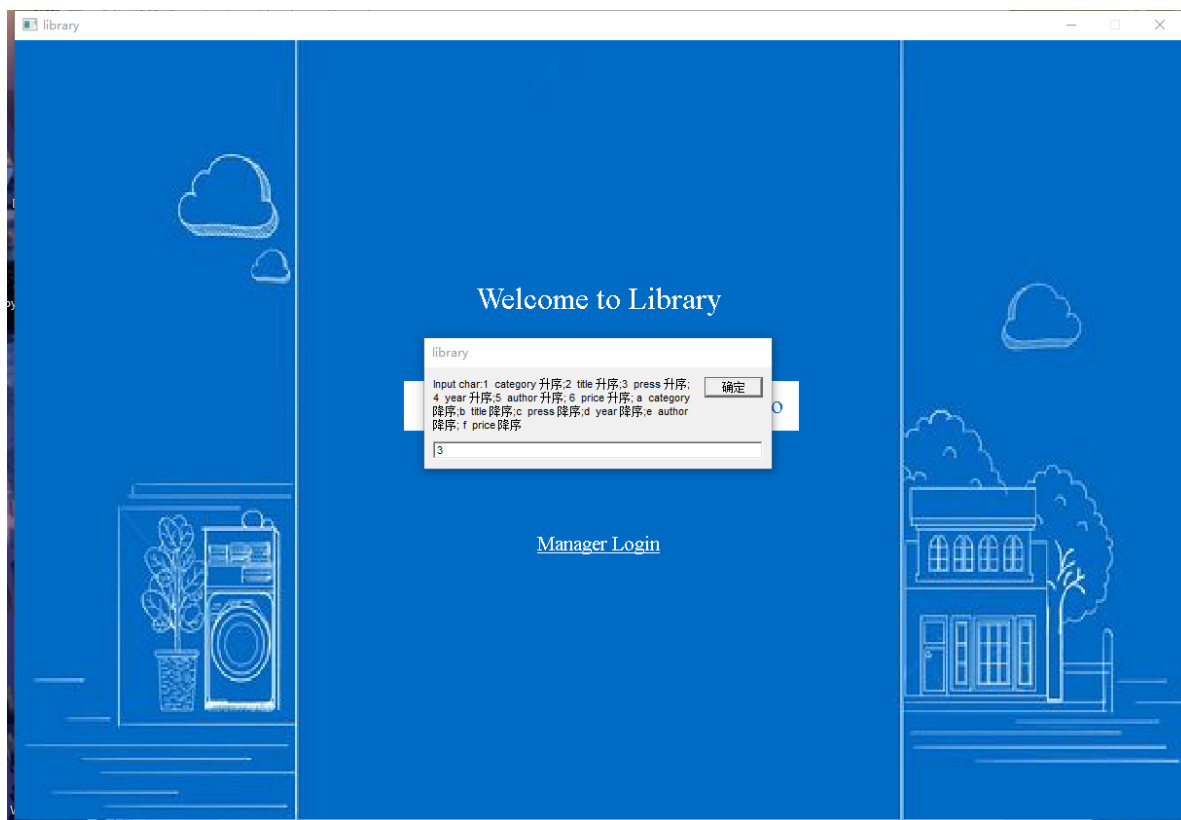 library
Welcome to Library
library
Input char:1 category 升序;2 title 升序;3 press 升序;
4 year 升序;5 author 升序; 6 price 升序; a category
降序;b title 降序;c press 降序;d year 降序;e author
降序; f price 降序
确定
3
Manager Login